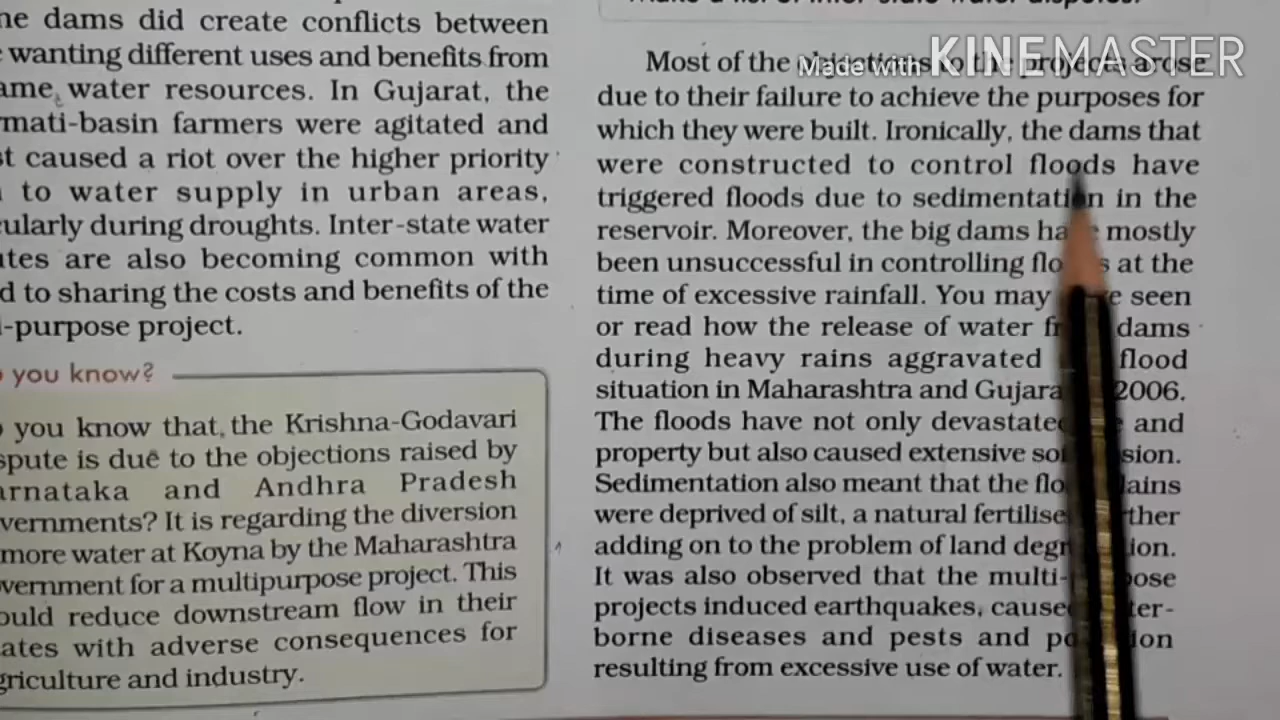 he dams did create conflicts between
wanting different uses and benefits from
ame water resources. In Gujarat, the
mati-basin farmers were agitated and
st caused a riot over the higher priority
to water supply in urban areas,
cularly during droughts. Inter-state water
utes are also becoming common with
d to sharing the costs and benefits of the
-purpose project.
you know?
you know that, the Krishna-Godavari
spute is due to the objections raised by
arnataka and Andhra Pradesh
vernments? It is regarding the diversion
more water at Koyna by the Maharashtra
vernment for a multipurpose project. This
ould reduce downstream flow in their
ates with adverse consequences for
griculture and industry.
Made with KINEMASTER
Most of the to the projects arose
due to their failure to achieve the purposes for
which they were built. Ironically, the dams that
were constructed to control floods have
triggered floods due to sedimentation in the
reservoir. Moreover, the big dams ha mostly
been unsuccessful in controlling flo s at the
time of excessive rainfall. You may e seen
or read how the release of water f dams
during heavy rains aggravated flood
situation in Maharashtra and Gujara 2006.
The floods have not only devastated and
property but also caused extensive so sion.
Sedimentation also meant that the flo lains
were deprived of silt, a natural fertilise ther
adding on to the problem of land degr ion.
It was also observed that the multi- ose
projects induced earthquakes, cause ter-
borne diseases and pests and po ion
resulting from excessive use of water.